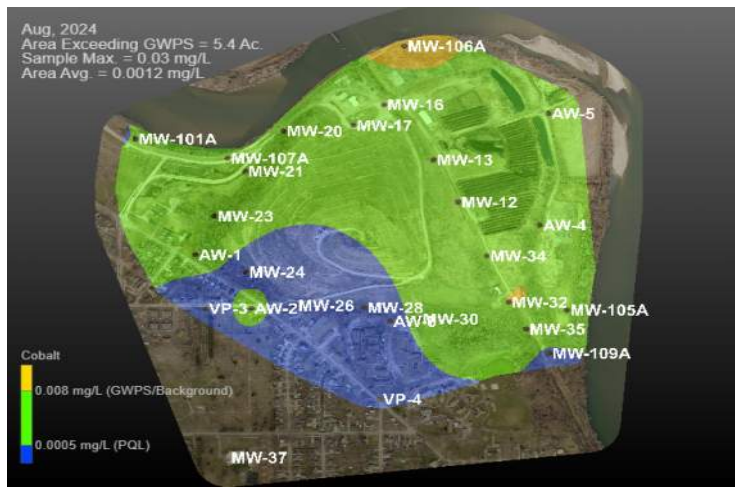 Aug, 2024
Area Exceeding GWPS = 5.4 Ac.
Sample Max. = 0.03 mg/L
Area Avg. = 0.0012 mg/L
MW-106A
MW-16
AW-5
MW-17
MW-20
MW-101A
MW-107A
MW-13
MW-21
MW-12
MW-23
AW-4
AW-1
MW-34
MW-24
MW-32
VP-3
AW-2
MW-26
MW-28
MW-105A
MW-30
MW-35
MW-109A
Cobalt
0.008 mg/L (GWPS/Background)
VP-4
0.0005 mg/L (PQL)
MW-37